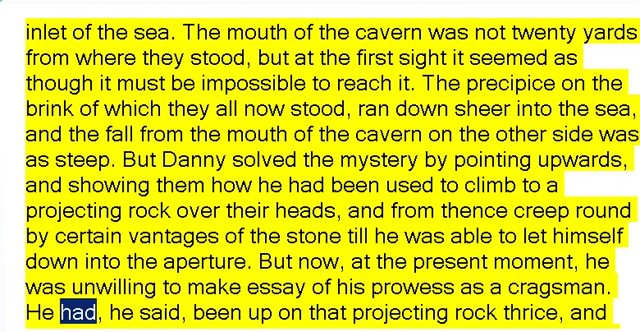 inlet of the sea. The mouth of the cavern was not twenty yards
from where they stood, but at the first sight it seemed as
though it must be impossible to reach it. The precipice on the
brink of which they all now stood, ran down sheer into the sea,
and the fall from the mouth of the cavern on the other side was
as steep. But Danny solved the mystery by pointing upwards,
and showing them how he had been used to climb to a
projecting rock over their heads, and from thence creep round
by certain vantages of the stone till he was able to let himself
down into the aperture. But now, at the present moment, he
was unwilling to make essay of his prowess as a cragsman.
He had, he said, been up on that projecting rock thrice, and